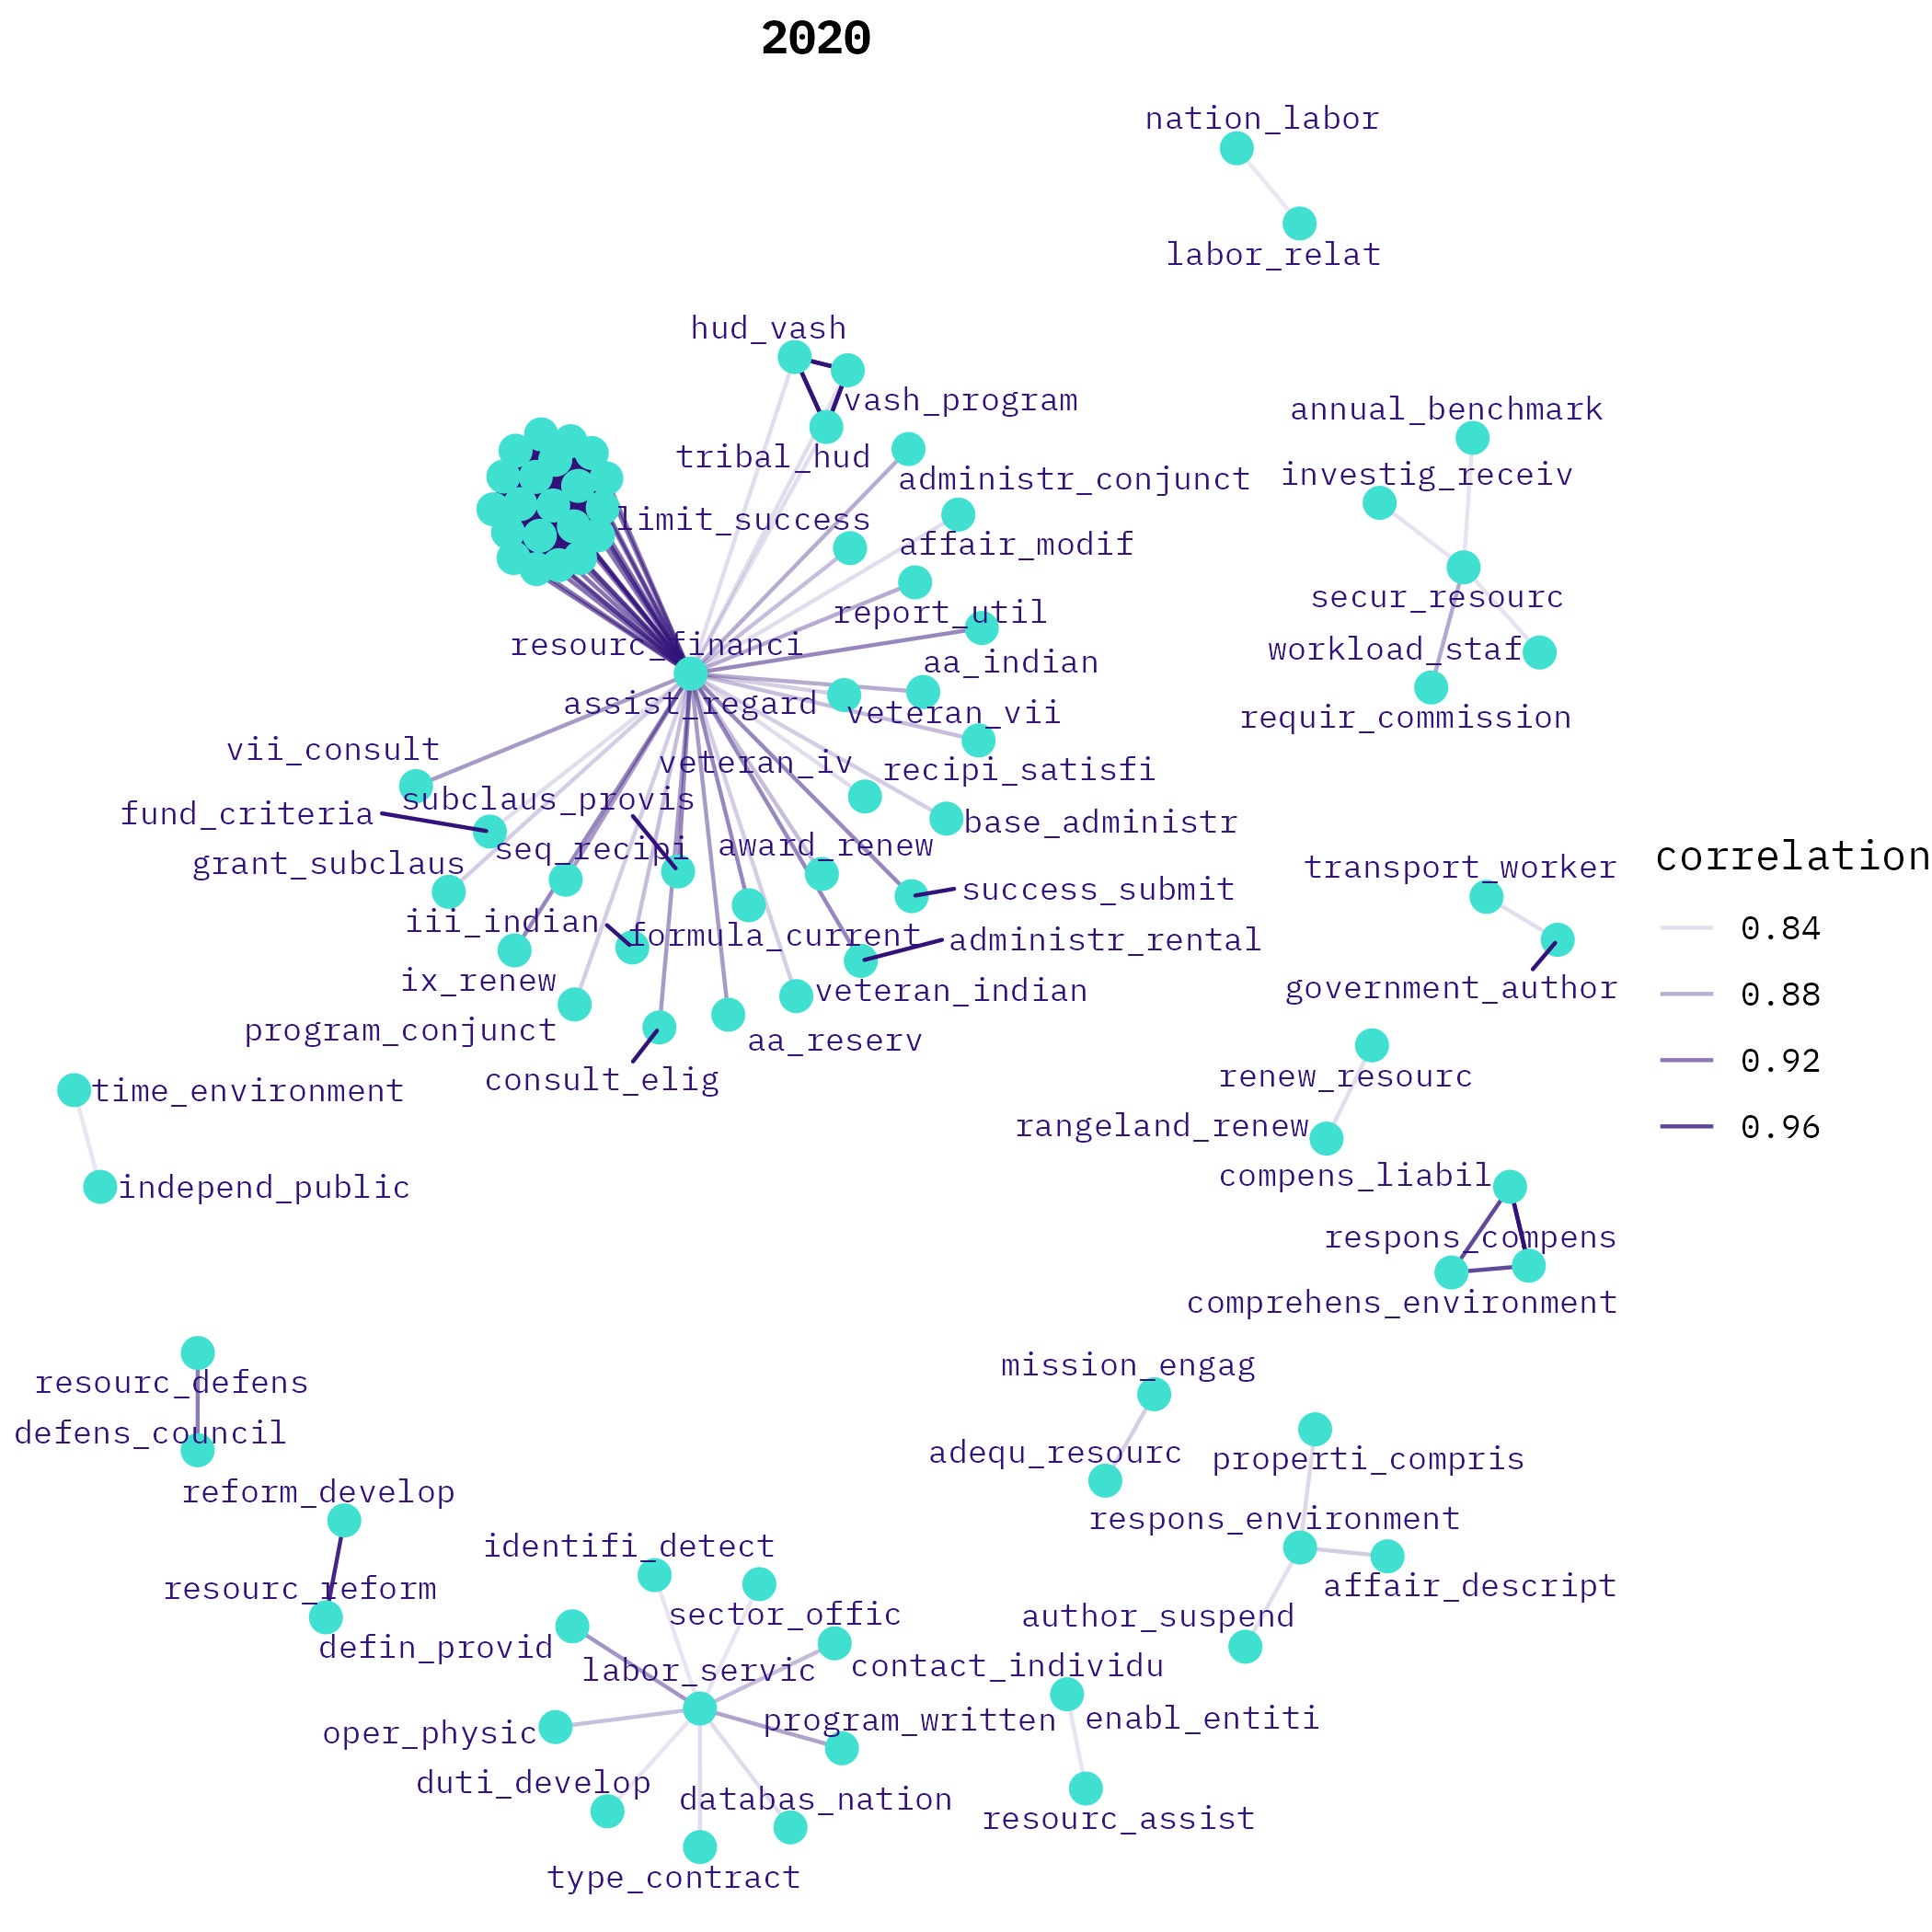 2020
nation_labor
labor_relat
hud_vash
vash_program
tribal_hud
administr_conjunct
limit_success
affair_modif
report_util
resourc_financi
aa_indian
assist_regard
veteran_vii
vii_consult
veteran_iv
recipi_satisfi
subclaus_provis
fund_criteria
base_administr
seq_recipi
award_renew
grant_subclaus
success_submit
iii_indian
formula_current
administr_rental
ix_renew
veteran_indian
program_conjunct
aa_reserv
consult_elig
annual_benchmark
investig_receiv
secur_resourc
workload_staf
requir_commission
transport_worker
government_author
correlation
0.84
0.88
0.92
0.96
renew_resourc
rangeland_renew
compens_liabil
respons_compens
comprehens_environment
time_environment
independ_public
resourc_defens
defens_council
reform_develop
resourc_reform
mission_engag
adequ_resourc
properti_compris
respons_environment
affair_descript
author_suspend
identifi_detect
sector_offic
defin_provid
labor_servic
contact_individu
oper_physic
program_written
enabl_entiti
duti_develop
databas_nation
resourc_assist
type_contract